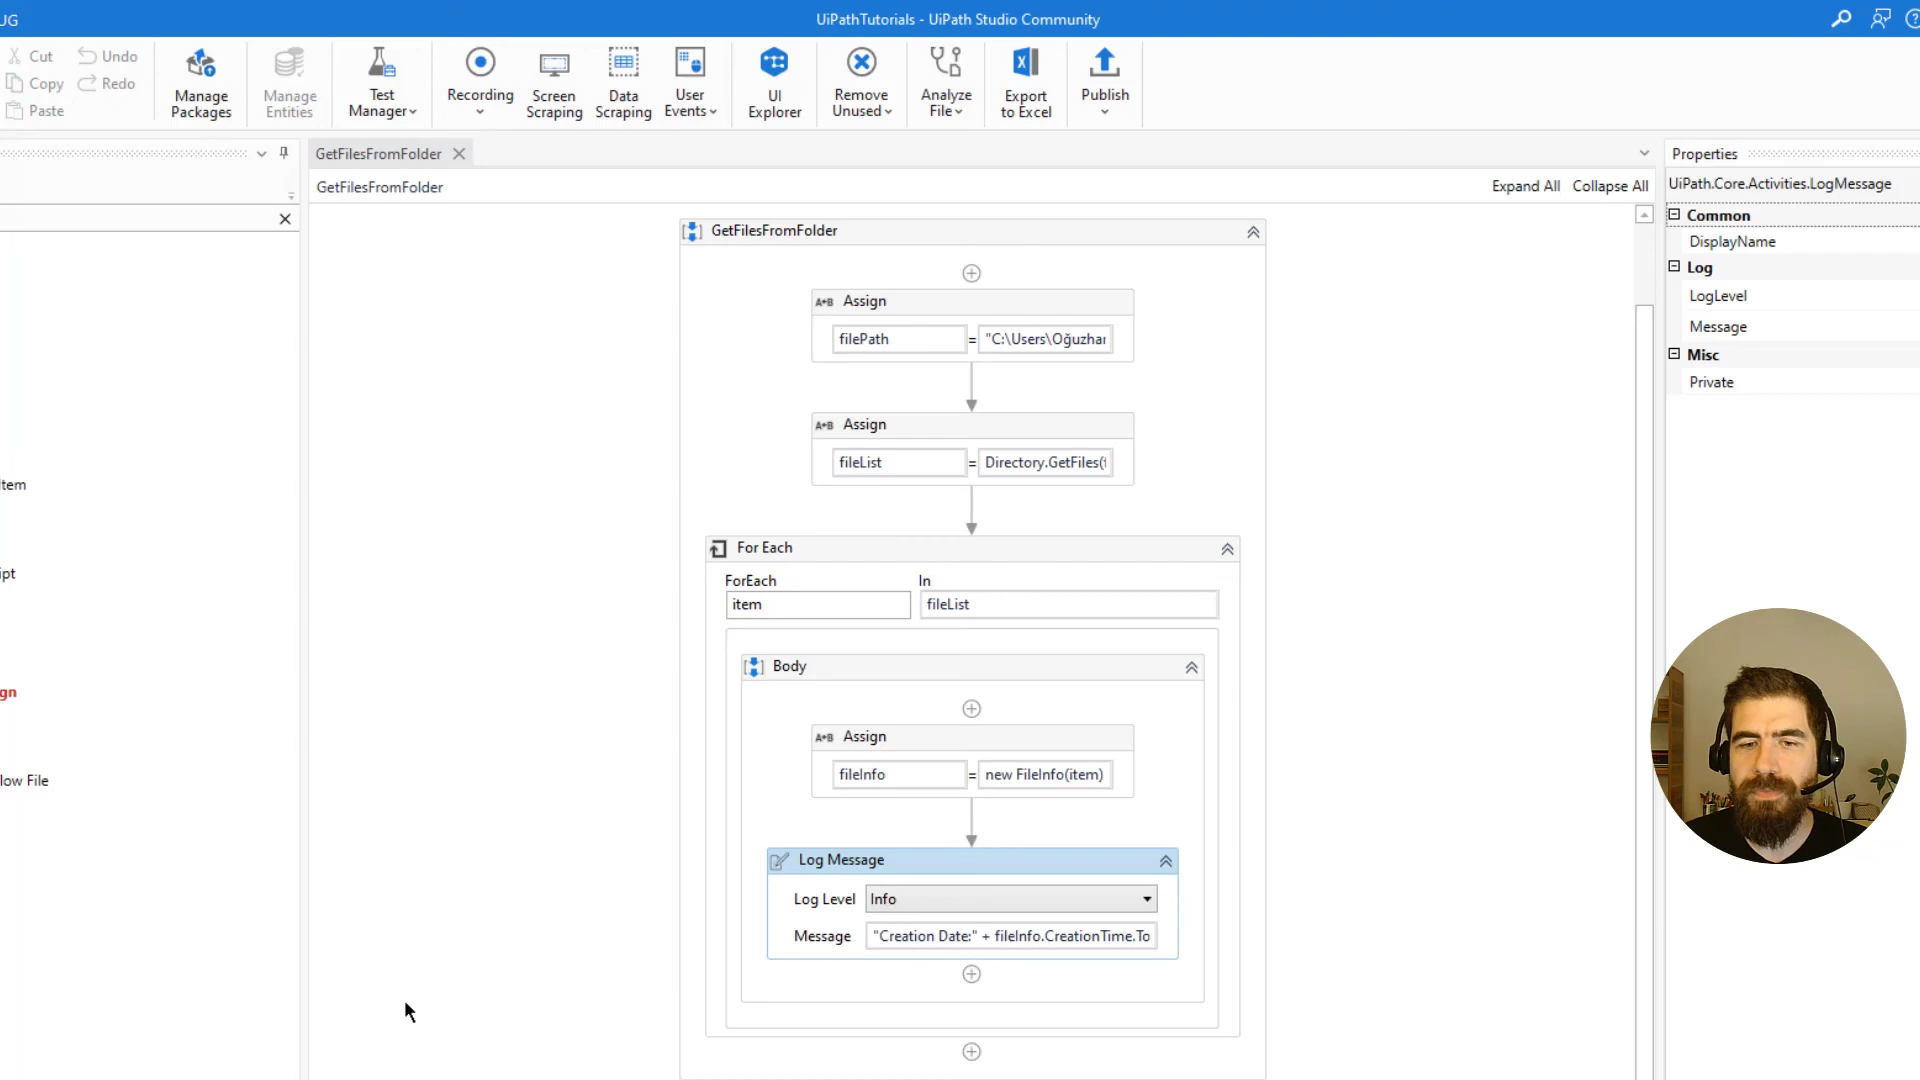 UG
UiPathTutorials - UiPath Studio Community
Cut
Undo
Copy
Redo
Paste
Manage Packages
Manage Entities
Test Manager
Recording
Screen Scraping
Data Scraping
User Events
UI Explorer
Remove Unused
Analyze File
Export to Excel
Publish
GetFilesFromFolder
GetFilesFromFolder
Expand All
Collapse All
Properties
UiPath.Core.Activities.LogMessage
Common
DisplayName
Log
LogLevel
Message
Misc
Private
tem
ipt
gn
low File
GetFilesFromFolder
A+B Assign
filePath = "C:\Users\Oğuzhan
A+B Assign
fileList = Directory.GetFiles(
For Each
ForEach
In
item
fileList
Body
A+B Assign
fileInfo = new FileInfo(item)
Log Message
Log Level Info
Message "Creation Date:" + fileInfo.CreationTime.To